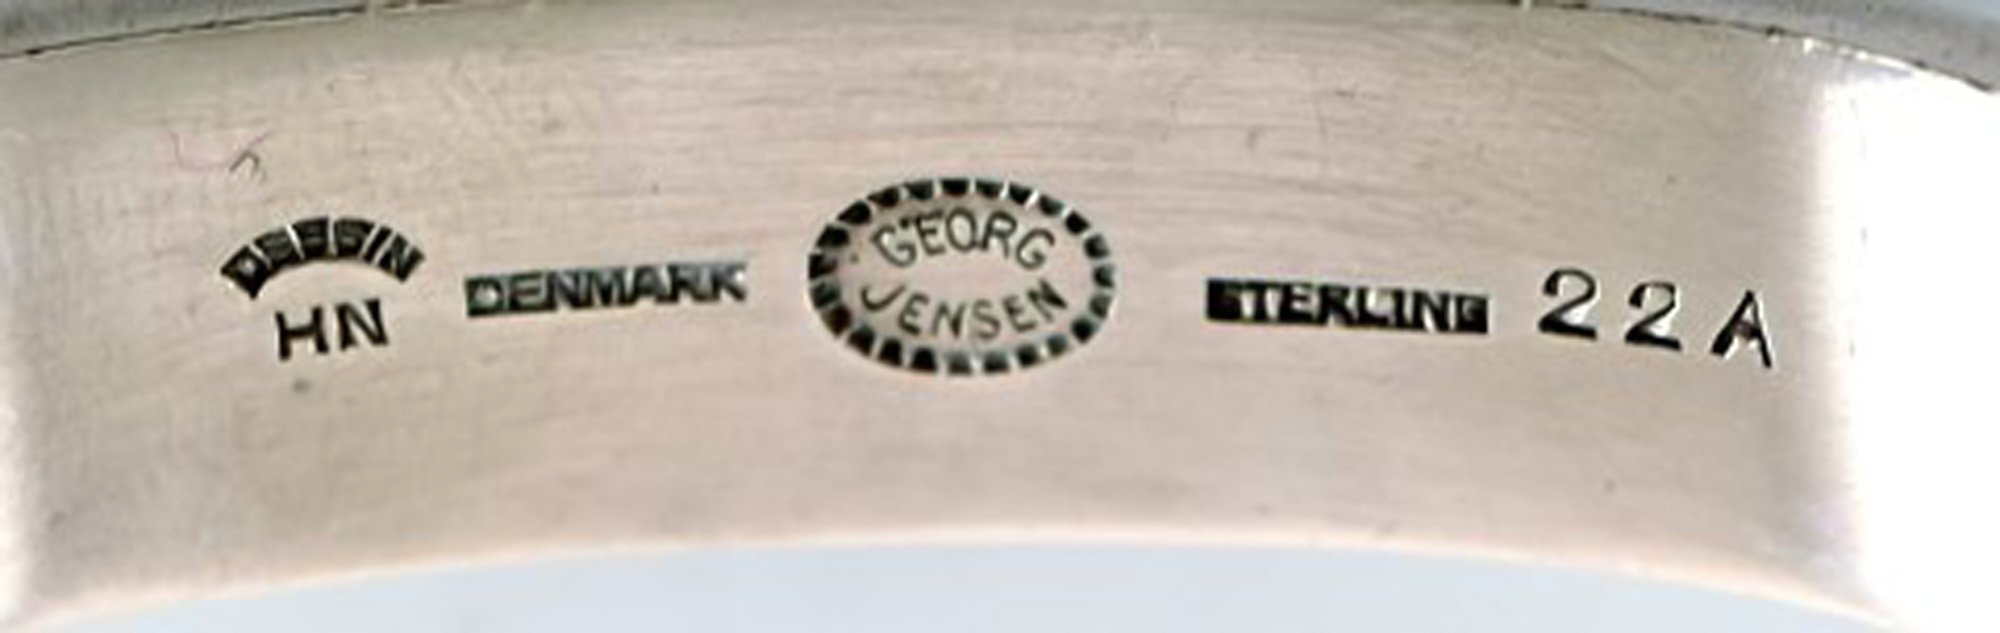 DESSIN
HN
DENMARK
GEORG
JENSEN
STERLING
22A